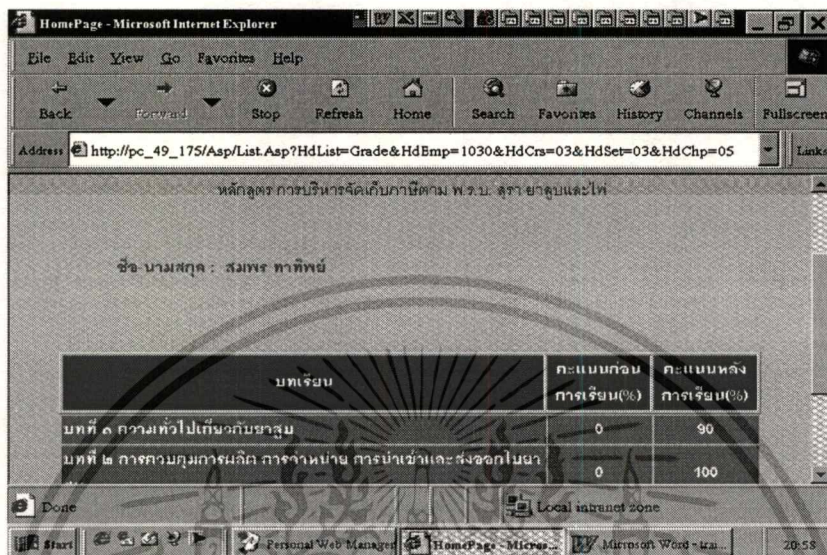 HomePage - Microsoft Internet Explorer
File Edit View Go Favorites Help
Back Forward Stop Refresh Home Search Favorites History Channels Fullscreen
Address http://pc_49_175/Asp/List.Asp?HdList=Grade&HdEmp=1030&HdCrs=03&HdSet=03&HdChp=05 Links
หลักสูตร การบริหารจัดเก็บภาษีตาม พ.ร.บ. สุรา ยาสูบและไพ่
ชื่อ นามสกุล : สมพร ทาทิพย์
บทเรียน คะแนนก่อนการเรียน(%) คะแนนหลังการเรียน(%)
บทที่ ๑ ความทั่วไปเกี่ยวกับยาสูบ 0 90
บทที่ ๒ การควบคุมการผลิต การจำหน่าย การนำเข้าและส่งออกใบยา 0 100
Done Local intranet zone
Start Personal Web Manager HomePage - Micros... Microsoft Word - 20:58